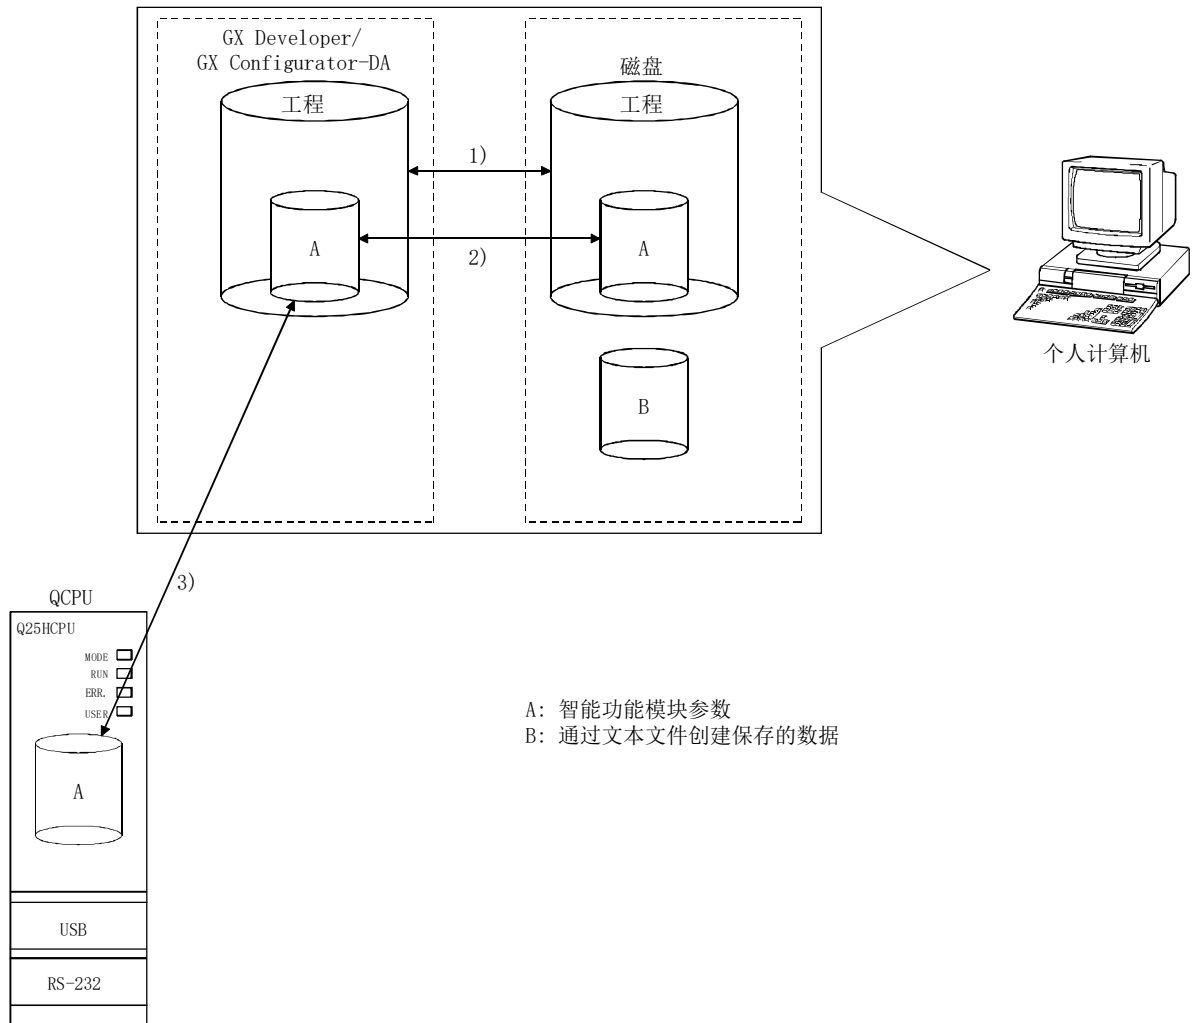 GX Developer/
GX Configurator-DA
工程
磁盘
工程
1)
A
2)
A
B
个人计算机
3)
QCPU
Q25HCPU
MODE
RUN
ERR.
USER
A
USB
RS-232
A: 智能功能模块参数
B: 通过文本文件创建保存的数据